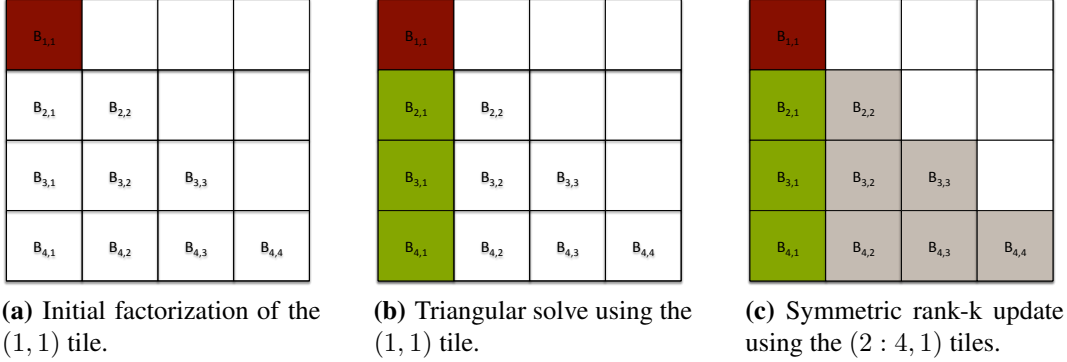 B1,1
B2,1 B2,2
B3,1 B3,2 B3,3
B4,1 B4,2 B4,3 B4,4
(a) Initial factorization of the
(1, 1) tile.
B1,1
B2,1 B2,2
B3,1 B3,2 B3,3
B4,1 B4,2 B4,3 B4,4
(b) Triangular solve using the
(1, 1) tile.
B1,1
B2,1 B2,2
B3,1 B3,2 B3,3
B4,1 B4,2 B4,3 B4,4
(c) Symmetric rank-k update
using the (2 : 4, 1) tiles.